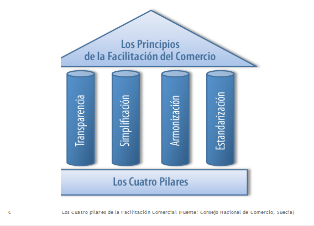 Los Principios
de la Facilitación del Comercio
Transparencia
Simplificación
Armonización
Estandarización
Los Cuatro Pilares
Los Cuatro pilares de la Facilitación Comercial. (Fuente: Consejo Nacional de Comercio, Suecia)